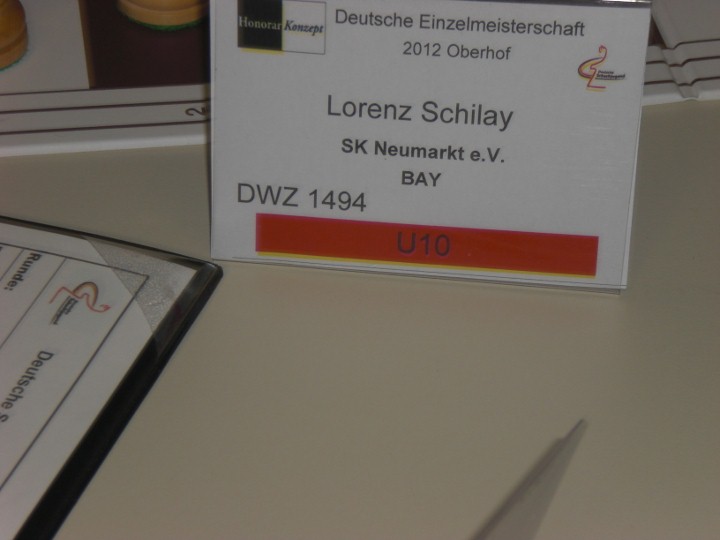 Honorar Konzept
Deutsche Einzelmeisterschaft
2012 Oberhof
Lorenz Schilay
SK Neumarkt e.V.
BAY
DWZ 1494
U10
Runde:
Deutsche